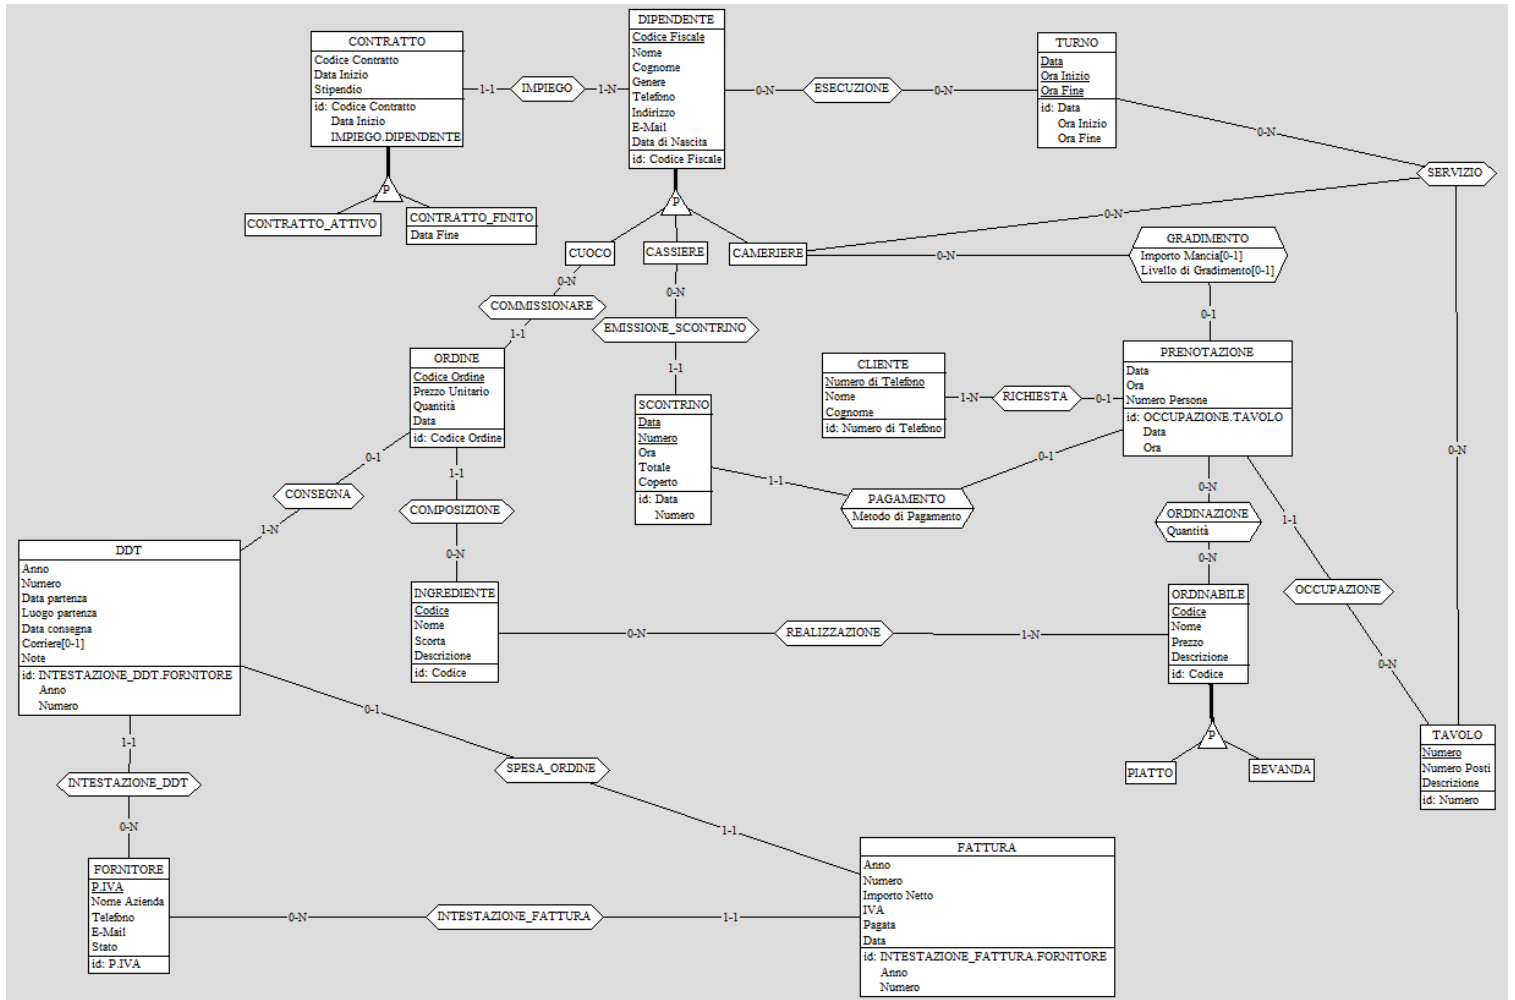 DIPENDENTE
Codice Fiscale
Nome
Cognome
Genere
Telefono
Indirizzo
E-Mail
Data di Nascita
id: Codice Fiscale
CONTRATTO
Codice Contratto
Data Inizio
Stipendio
id: Codice Contratto
Data Inizio
IMPIEGO.DIPENDENTE
1-1
IMPIEGO
1-N
0-N
ESECUZIONE
0-N
TURNO
Data
Ora Inizio
Ora Fine
id: Data
Ora Inizio
Ora Fine
0-N
SERVIZIO
P
CONTRATTO_ATTIVO
CONTRATTO_FINITO
Data Fine
P
CUOCO
CASSIERE
CAMERIERE
0-N
0-N
GRADIMENTO
Importo Mancia[0-1]
Livello di Gradimento[0-1]
0-N
COMMISSIONARE
1-1
0-N
EMISSIONE_SCONTRINO
1-1
0-1
ORDINE
Codice Ordine
Prezzo Unitario
Quantità
Data
id: Codice Ordine
CLIENTE
Numero di Telefono
Nome
Cognome
id: Numero di Telefono
1-N
RICHIESTA
0-1
PRENOTAZIONE
Data
Ora
Numero Persone
id: OCCUPAZIONE.TAVOLO
Data
Ora
SCONTRINO
Data
Numero
Ora
Totale
Coperto
id: Data
Numero
1-1
PAGAMENTO
Metodo di Pagamento
0-1
0-N
0-1
CONSEGNA
1-N
1-1
COMPOSIZIONE
0-N
0-N
ORDINAZIONE
Quantità
0-N
1-1
OCCUPAZIONE
0-N
DDT
Anno
Numero
Data partenza
Luogo partenza
Data consegna
Corriere[0-1]
Note
id: INTESTAZIONE_DDT.FORNITORE
Anno
Numero
INGREDIENTE
Codice
Nome
Scorta
Descrizione
id: Codice
0-N
REALIZZAZIONE
1-N
ORDINABILE
Codice
Nome
Prezzo
Descrizione
id: Codice
P
PIATTO
BEVANDA
TAVOLO
Numero
Numero Posti
Descrizione
id: Numero
0-1
SPESA_ORDINE
1-1
1-1
INTESTAZIONE_DDT
0-N
FORNITORE
P.IVA
Nome Azienda
Telefono
E-Mail
Stato
id: P.IVA
0-N
INTESTAZIONE_FATTURA
1-1
FATTURA
Anno
Numero
Importo Netto
IVA
Pagata
Data
id: INTESTAZIONE_FATTURA.FORNITORE
Anno
Numero